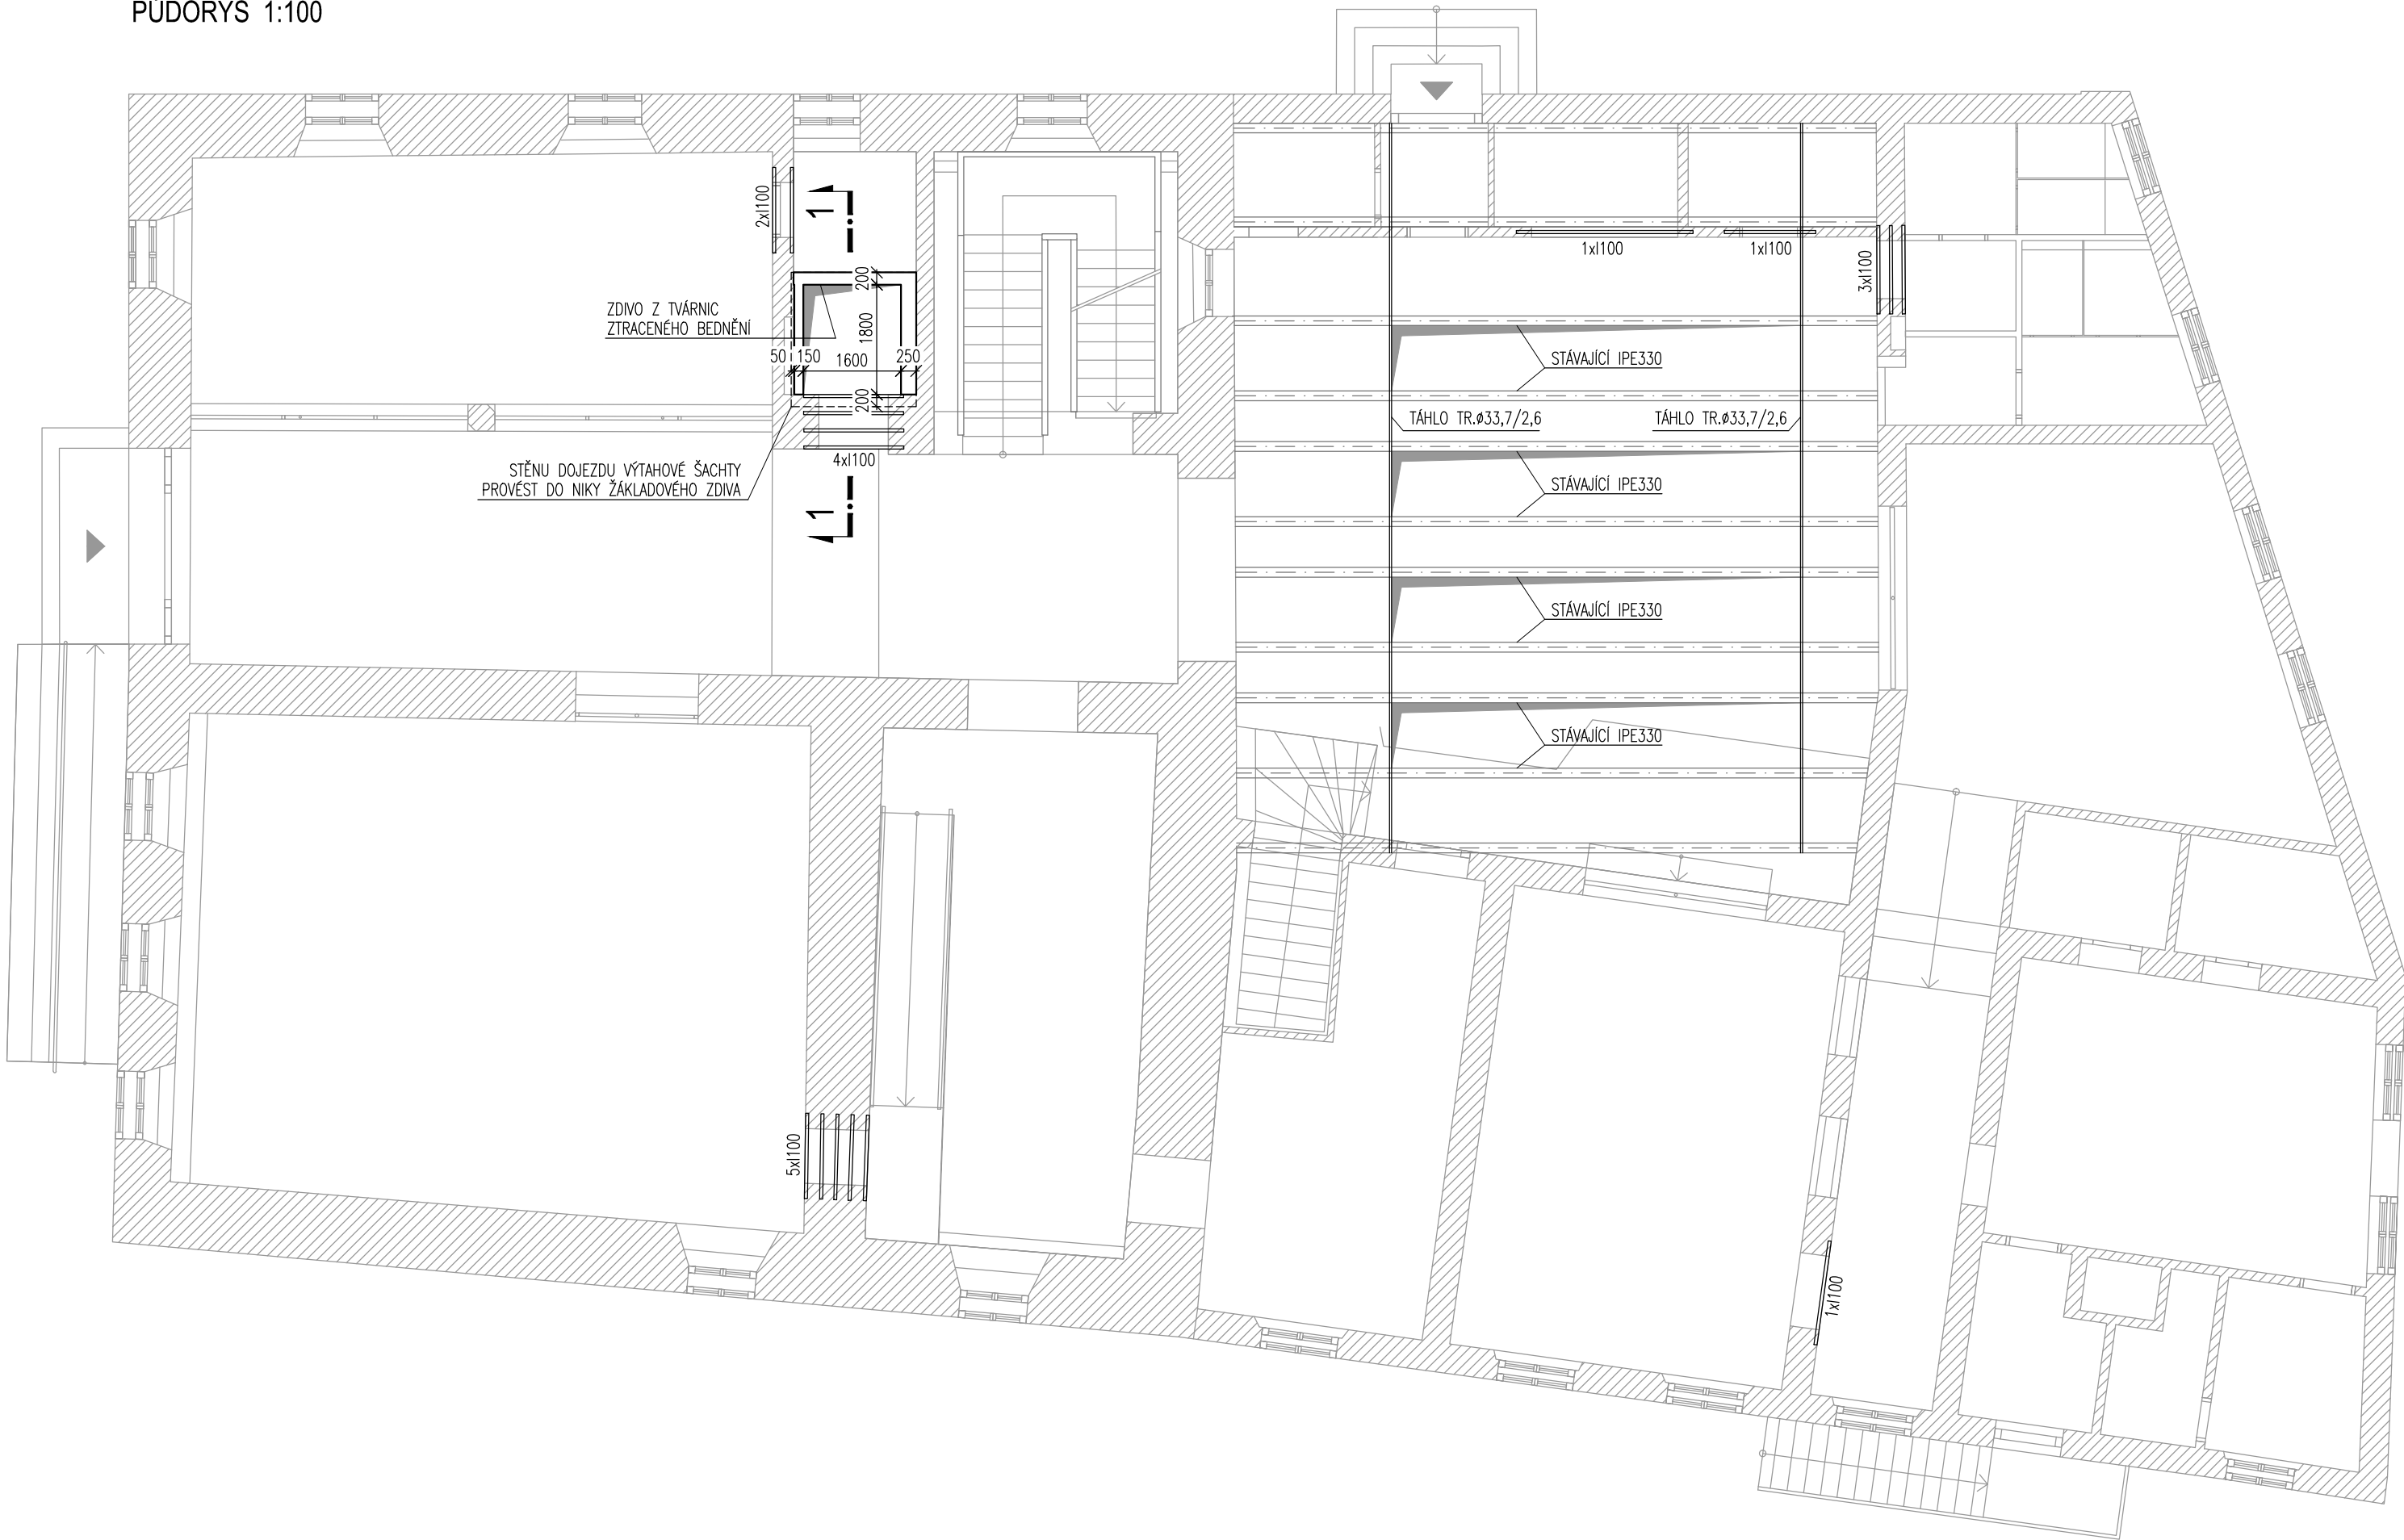 PŮDORYS 1:100
2xI100
1
200
1xI100
1xI100
3xI100
ZDIVO Z TVÁRNIC
ZTRACENÉHO BEDNĚNÍ
1800
50
150
1600
250
STÁVAJÍCÍ IPE330
200
TÁHLO TR.ø33,7/2,6
TÁHLO TR.ø33,7/2,6
4xI100
STĚNU DOJEZDU VÝTAHOVÉ ŠACHTY
PROVÉST DO NIKY ŽÁKLADOVÉHO ZDIVA
STÁVAJÍCÍ IPE330
1
STÁVAJÍCÍ IPE330
STÁVAJÍCÍ IPE330
5xI100
1xI100